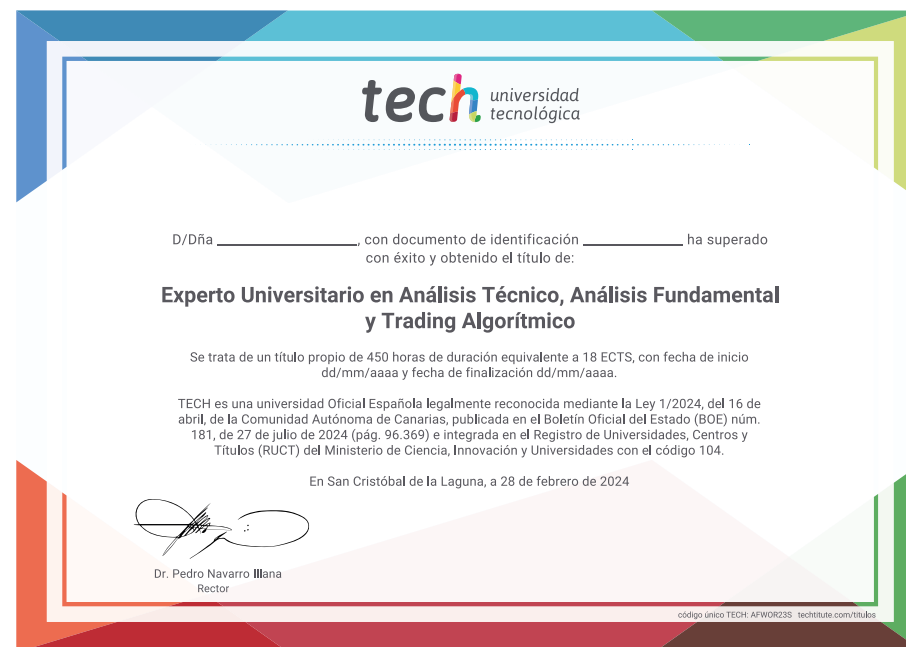 tech universidad
tecnológica
D/Dña ____________, con documento de identificación ____________ ha superado
con éxito y obtenido el título de:
Experto Universitario en Análisis Técnico, Análisis Fundamental
y Trading Algorítmico
Se trata de un título propio de 450 horas de duración equivalente a 18 ECTS, con fecha de inicio
dd/mm/aaaa y fecha de finalización dd/mm/aaaa.
TECH es una universidad Oficial Española legalmente reconocida mediante la Ley 1/2024, del 16 de
abril, de la Comunidad Autónoma de Canarias, publicada en el Boletín Oficial del Estado (BOE) núm.
181, de 27 de julio de 2024 (pág. 96.369) e integrada en el Registro de Universidades, Centros y
Títulos (RUCT) del Ministerio de Ciencia, Innovación y Universidades con el código 104.
En San Cristóbal de la Laguna, a 28 de febrero de 2024
Dr. Pedro Navarro Illana
Rector
código único TECH: AFWOR23S techtitute.com/titulos